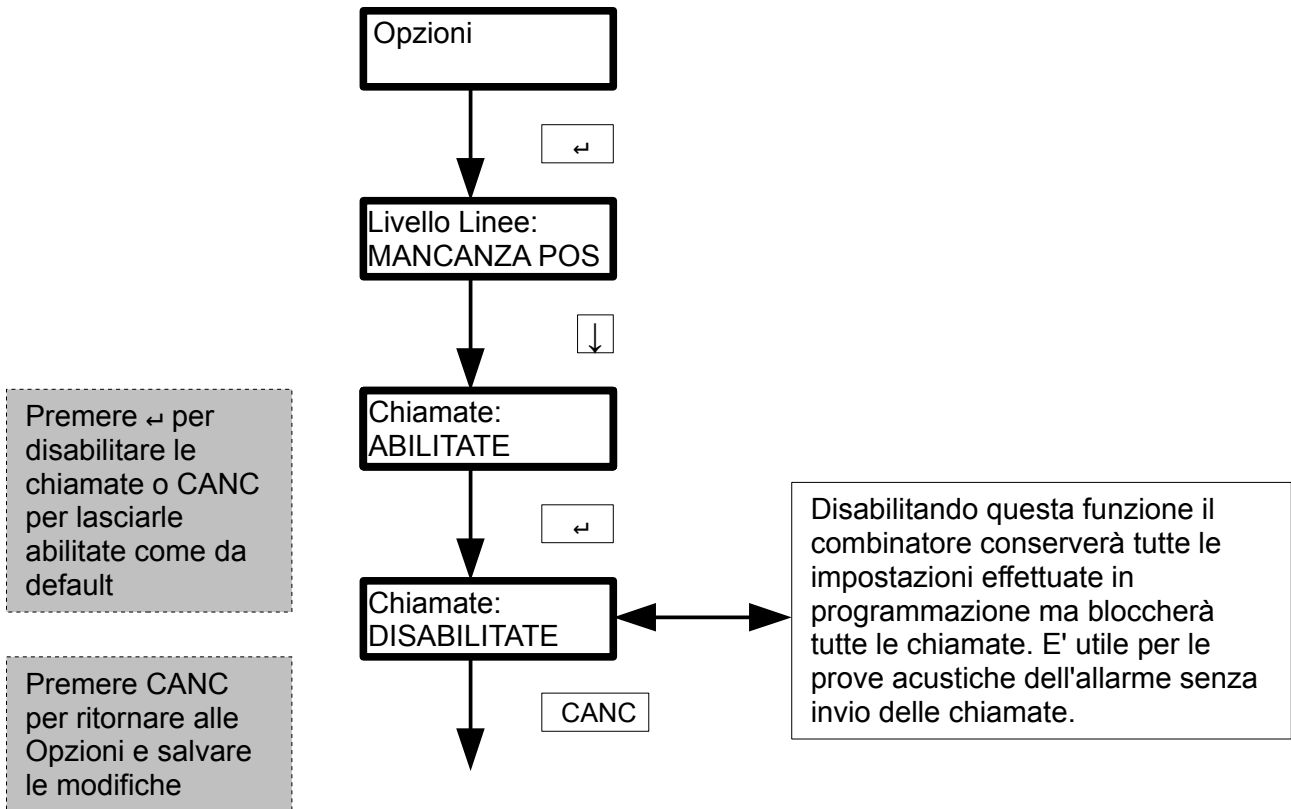 Opzioni
↵
Livello Linee:
MANCANZA POS
↓
Chiamate:
ABILITATE
Premere ↵ per
disabilitare le
chiamate o CANC
per lasciarle
abilitate come da
default
↵
Chiamate:
DISABILITATE
Disabilitando questa funzione il
combinatore conserverà tutte le
impostazioni effettuate in
programmazione ma bloccherà
tutte le chiamate. E' utile per le
prove acustiche dell'allarme senza
invio delle chiamate.
Premere CANC
per ritornare alle
Opzioni e salvare
le modifiche
CANC